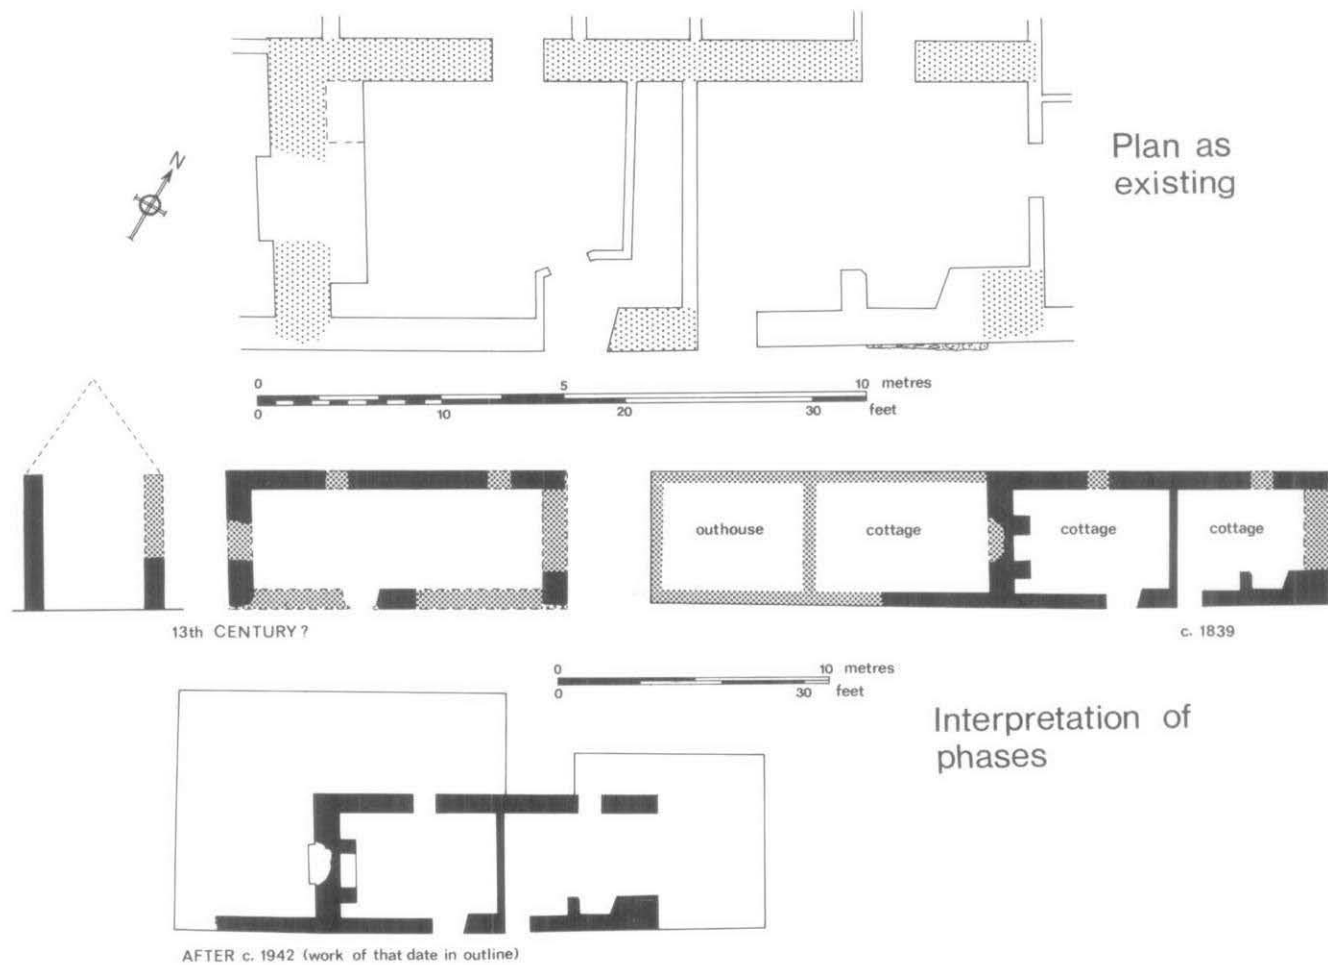 N
Plan as
existing
0 5 10 metres
0 10 20 30 feet
outhouse cottage cottage cottage
13th CENTURY?
c. 1839
0 10 metres
0 30 feet
Interpretation of
phases
AFTER c. 1942 (work of that date in outline)